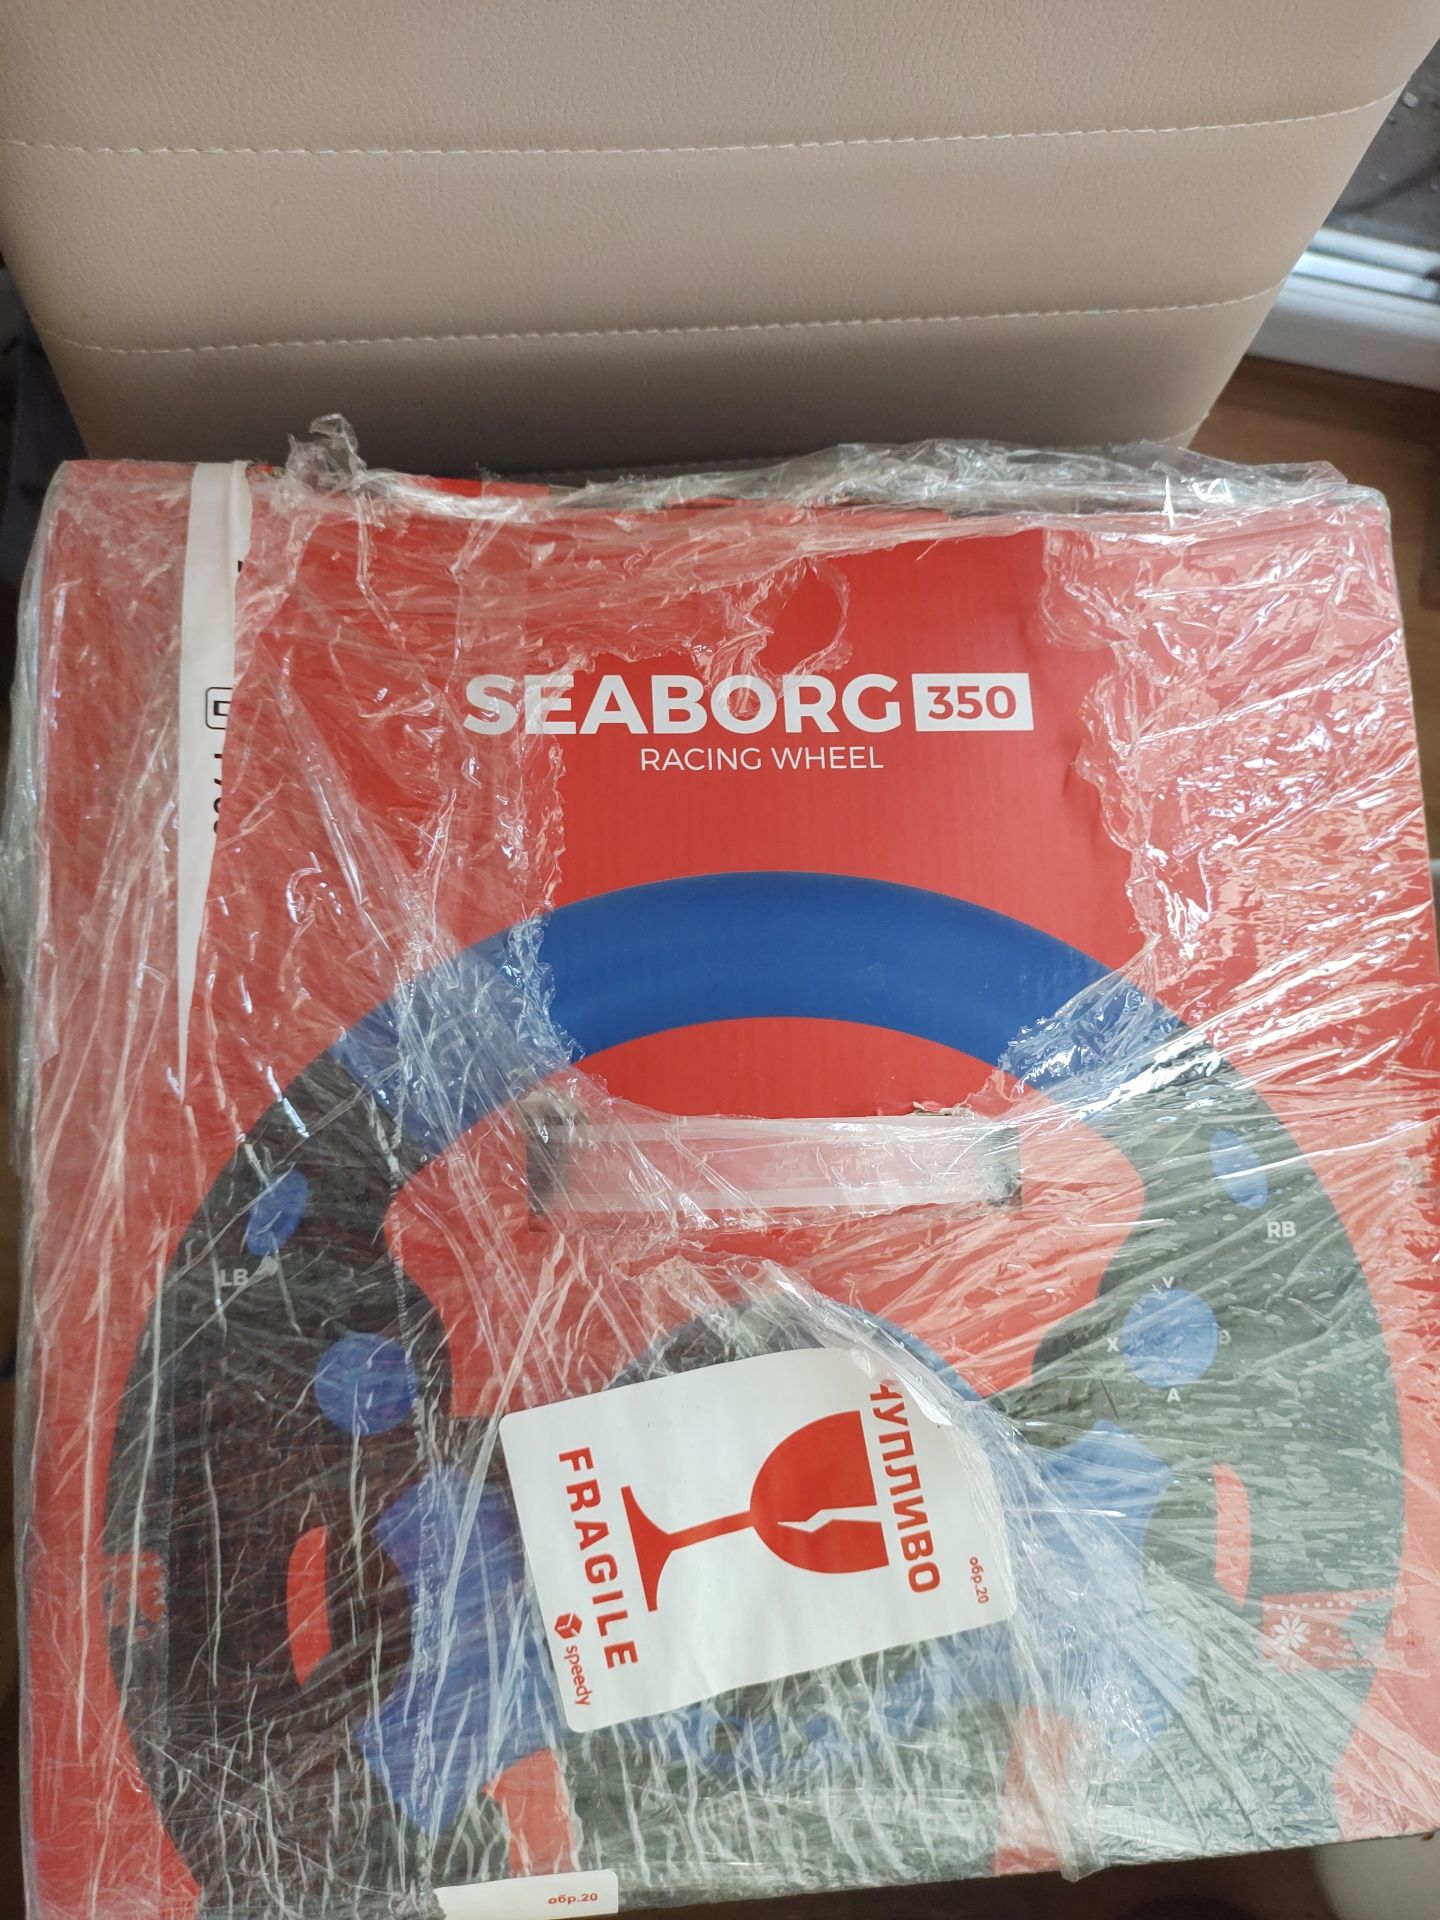 SEABORG 350
RACING WHEEL
LB
RB
Y
X
B
A
ЧУПЛИВО
FRAGILE
speedy
обр.20
обр.20